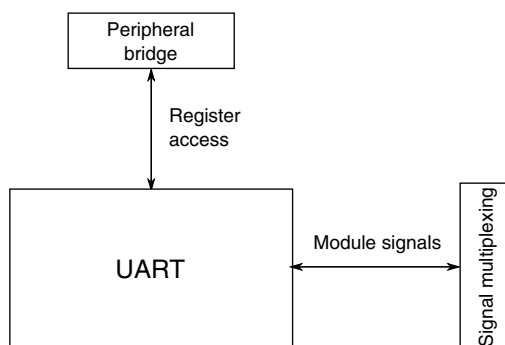 Peripheral
bridge
Register
access
UART
Module signals
Signal multiplexing